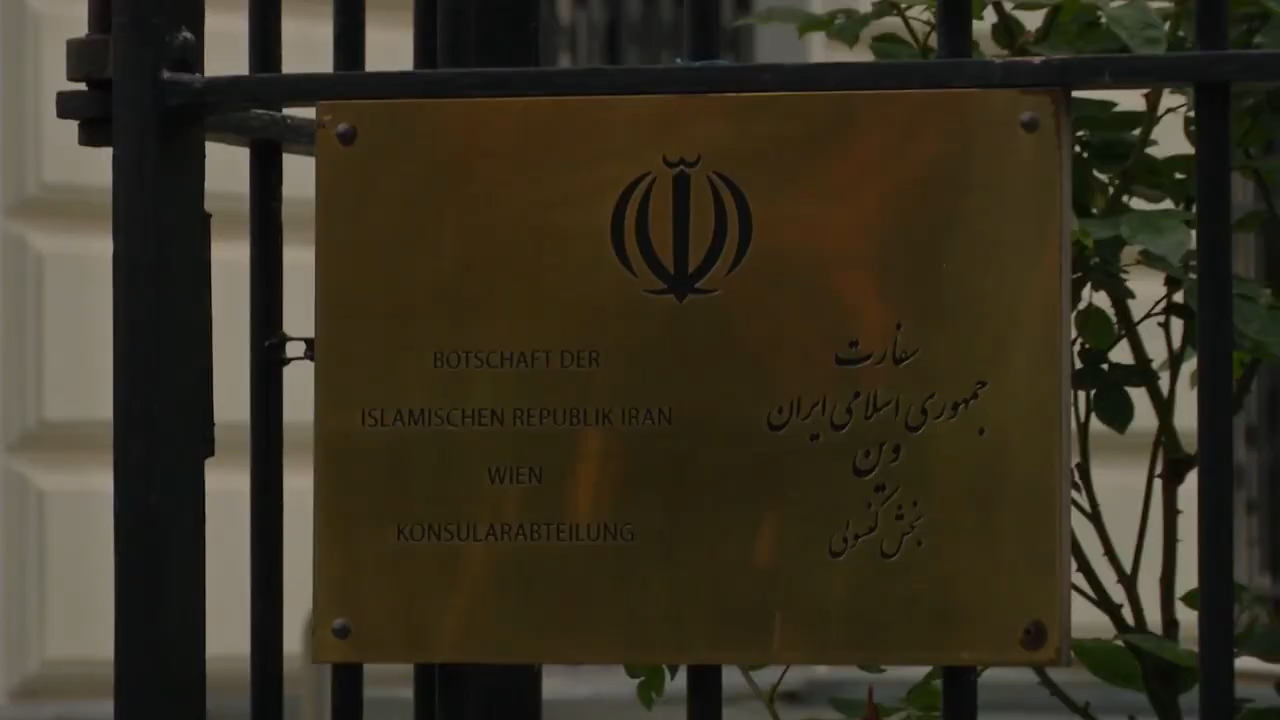 BOTSCHAFT DER
ISLAMISCHEN REPUBLIK IRAN
WIEN
KONSULARABTEILUNG
سفارت
جمهوری اسلامی ایران
وین
بخش کنسولی